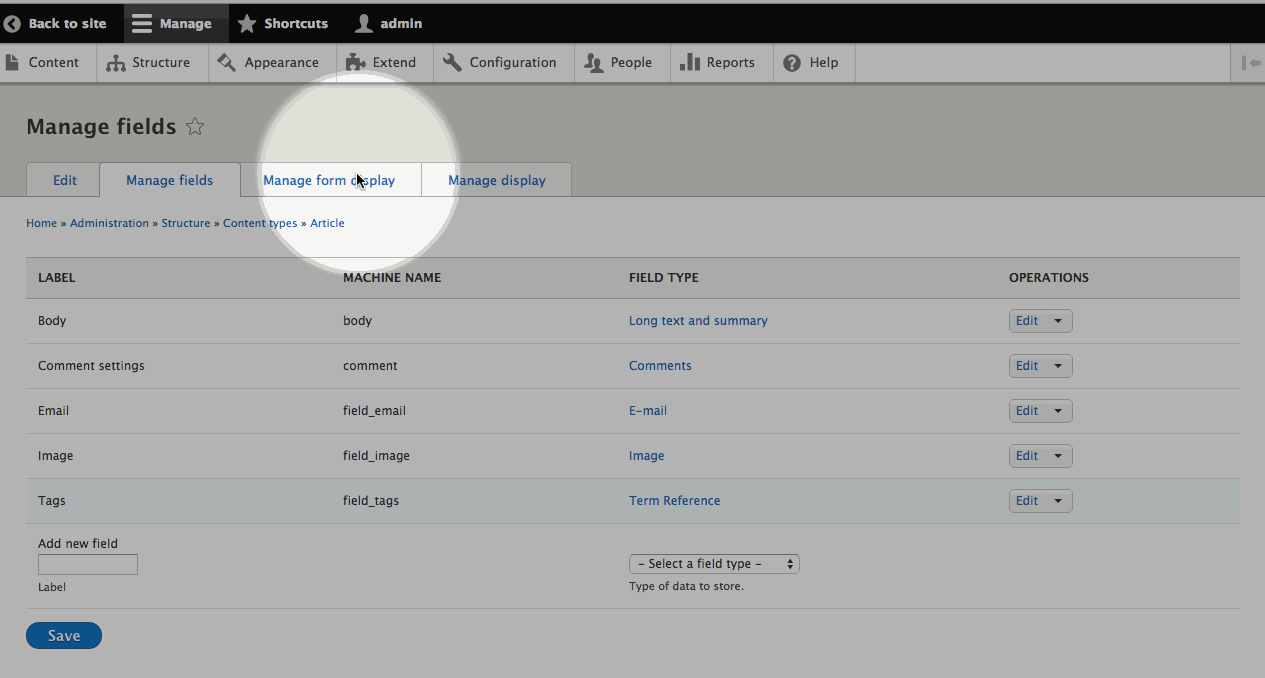 Back to site Manage Shortcuts admin
Content Structure Appearance Extend Configuration People Reports Help
Manage fields
Edit Manage fields Manage form display Manage display
Home » Administration » Structure » Content types » Article
LABEL MACHINE NAME FIELD TYPE OPERATIONS
Body body Long text and summary Edit
Comment settings comment Comments Edit
Email field_email E-mail Edit
Image field_image Image Edit
Tags field_tags Term Reference Edit
Add new field
- Select a field type -
Label Type of data to store.
Save